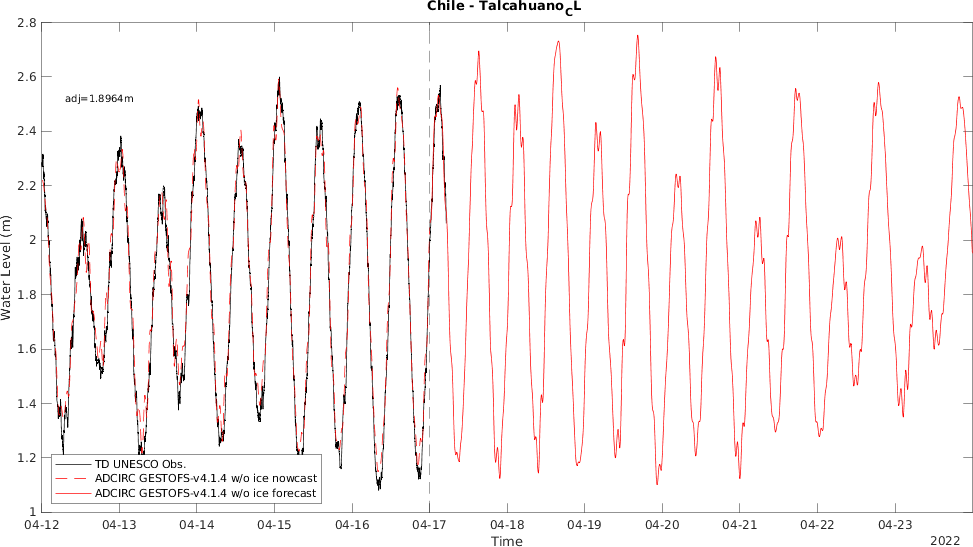 Chile - Talcahuano_CL
2.8
2.6
adj=1.8964m
2.4
2.2
2
1.8
1.6
1.4
1.2
1
Water Level (m)
TD UNESCO Obs.
ADCIRC GESTOFS-v4.1.4 w/o ice nowcast
ADCIRC GESTOFS-v4.1.4 w/o ice forecast
04-12 04-13 04-14 04-15 04-16 04-17 04-18 04-19 04-20 04-21 04-22 04-23
Time
2022